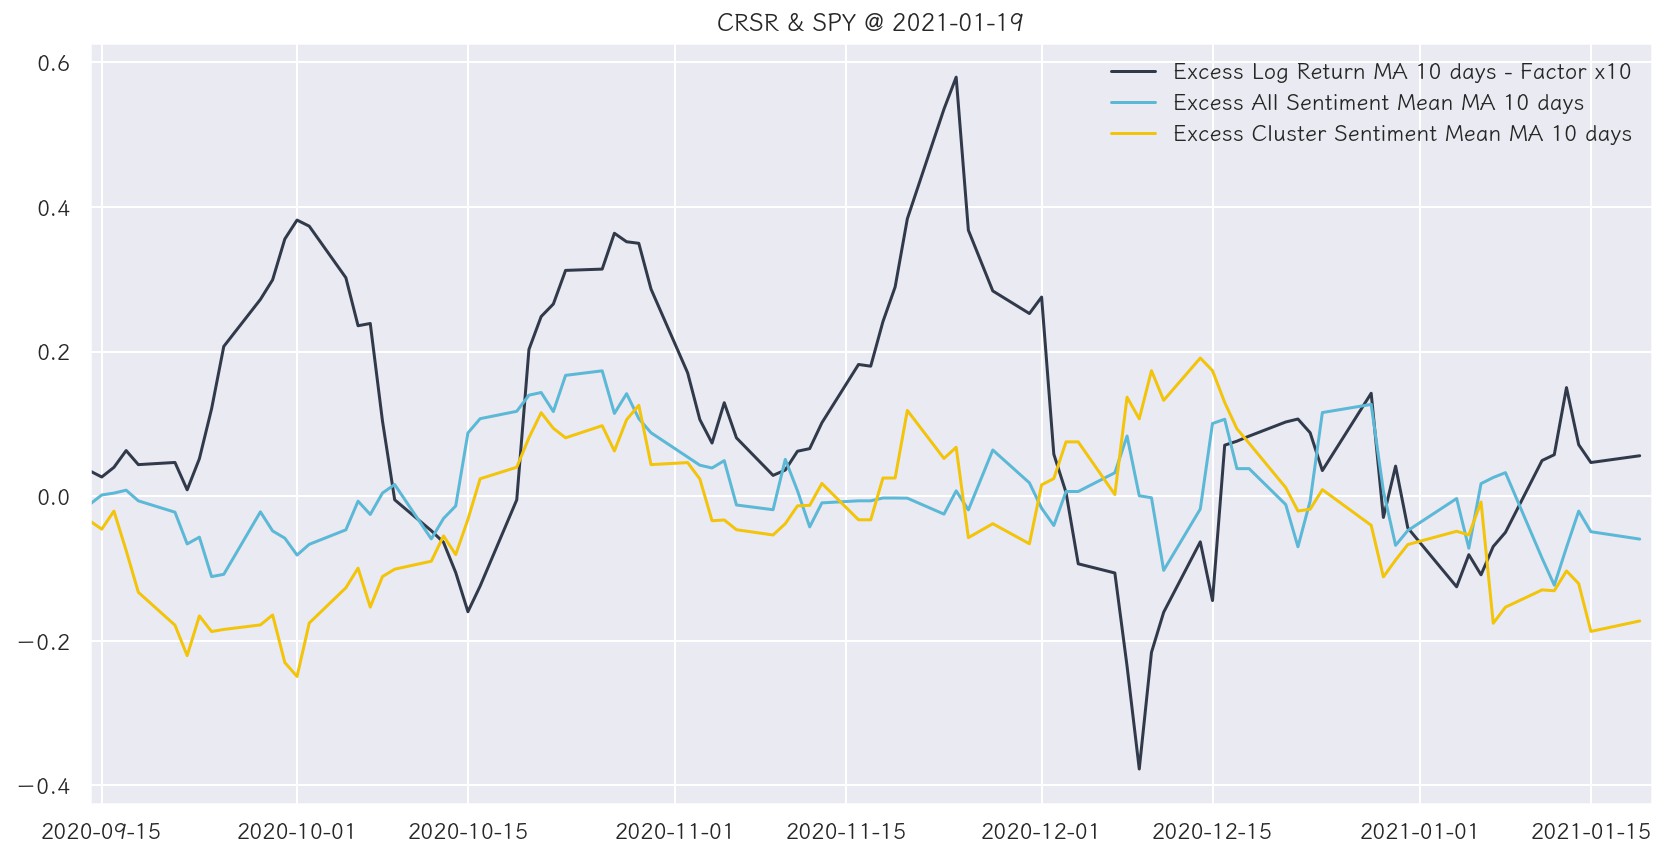 CRSR & SPY @ 2021-01-19
Excess Log Return MA 10 days - Factor x10
Excess All Sentiment Mean MA 10 days
Excess Cluster Sentiment Mean MA 10 days
0.6
0.4
0.2
0.0
−0.2
−0.4
2020-09-15 2020-10-01 2020-10-15 2020-11-01 2020-11-15 2020-12-01 2020-12-15 2021-01-01 2021-01-15